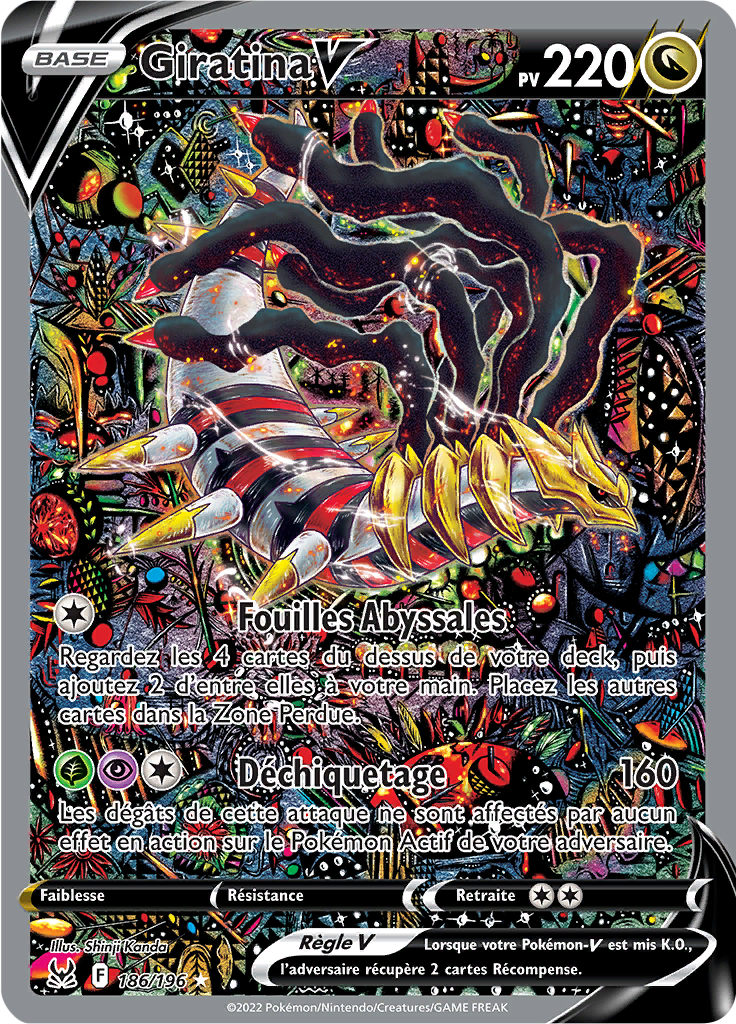 BASE Giratina V PV 220
Fouilles Abyssales
Regardez les 4 cartes du dessus de votre deck, puis
ajoutez 2 d'entre elles à votre main. Placez les autres
cartes dans la Zone Perdue.
Déchiquetage 160
Les dégâts de cette attaque ne sont affectés par aucun
effet en action sur le Pokémon Actif de votre adversaire.
Faiblesse Résistance Retraite
Illus. Shinji Kanda
Règle V Lorsque votre Pokémon-V est mis K.O.,
l'adversaire récupère 2 cartes Récompense.
F 186/196
©2022 Pokémon/Nintendo/Creatures/GAME FREAK